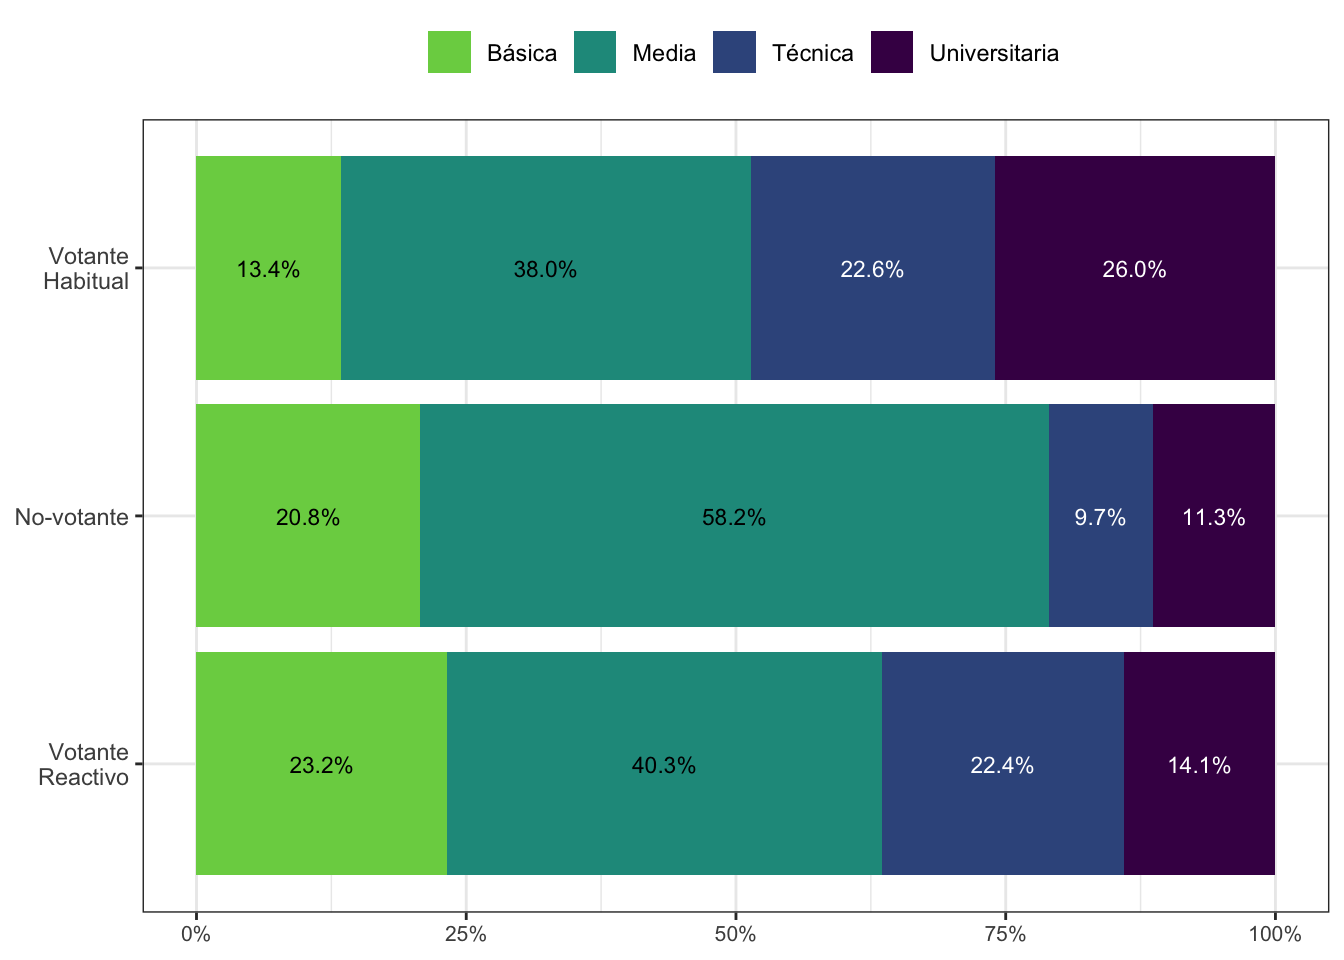 Básica Media Técnica Universitaria
Votante
Habitual
13.4% 38.0% 22.6% 26.0%
No-votante
20.8% 58.2% 9.7% 11.3%
Votante
Reactivo
23.2% 40.3% 22.4% 14.1%
0% 25% 50% 75% 100%